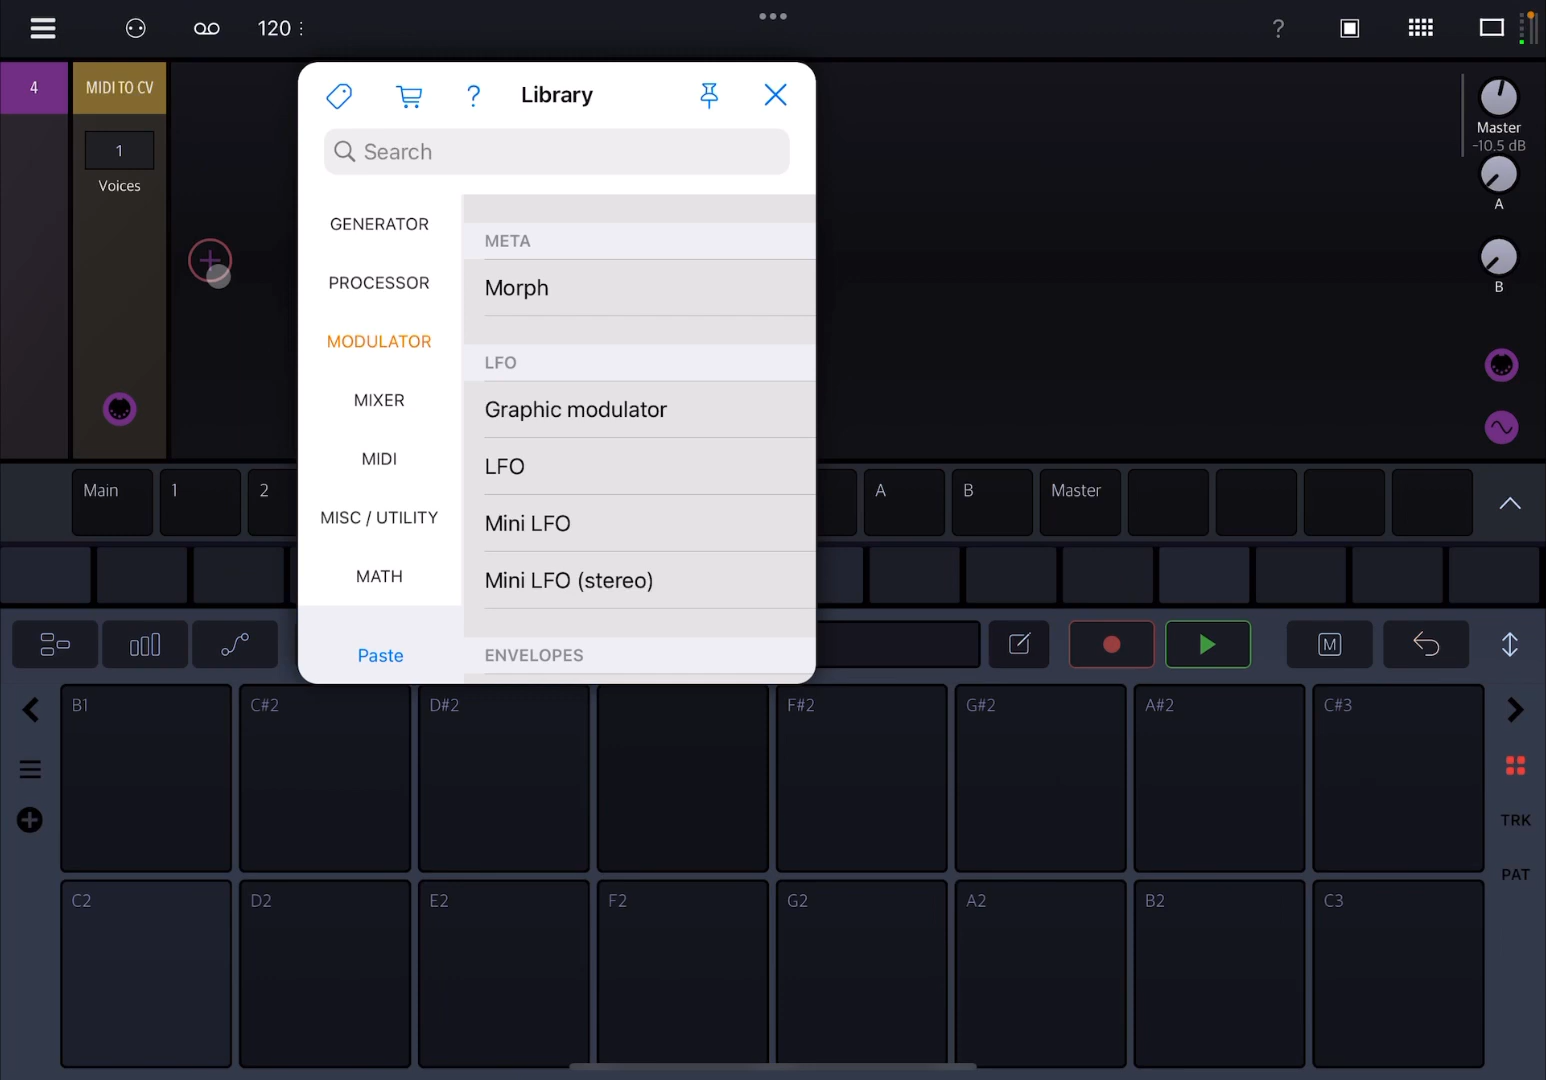 120
?
4
MIDI TO CV
1
Voices
? Library
Search
GENERATOR
PROCESSOR
MODULATOR
MIXER
MIDI
MISC / UTILITY
MATH
Paste
META
Morph
LFO
Graphic modulator
LFO
Mini LFO
Mini LFO (stereo)
ENVELOPES
Master
-10.5 dB
A
B
Main 1 2 A B Master
M
B1 C#2 D#2 F#2 G#2 A#2 C#3
TRK
PAT
C2 D2 E2 F2 G2 A2 B2 C3